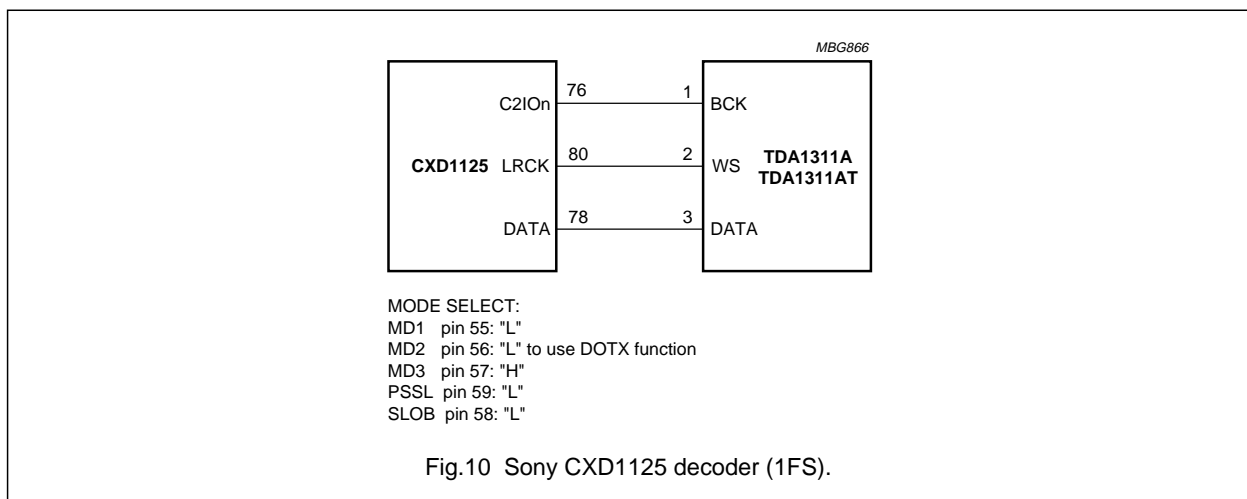 MBG866
C2IOn 76 1 BCK
CXD1125 LRCK 80 2 WS TDA1311A
TDA1311AT
DATA 78 3 DATA
MODE SELECT:
MD1 pin 55: "L"
MD2 pin 56: "L" to use DOTX function
MD3 pin 57: "H"
PSSL pin 59: "L"
SLOB pin 58: "L"
Fig.10 Sony CXD1125 decoder (1FS).